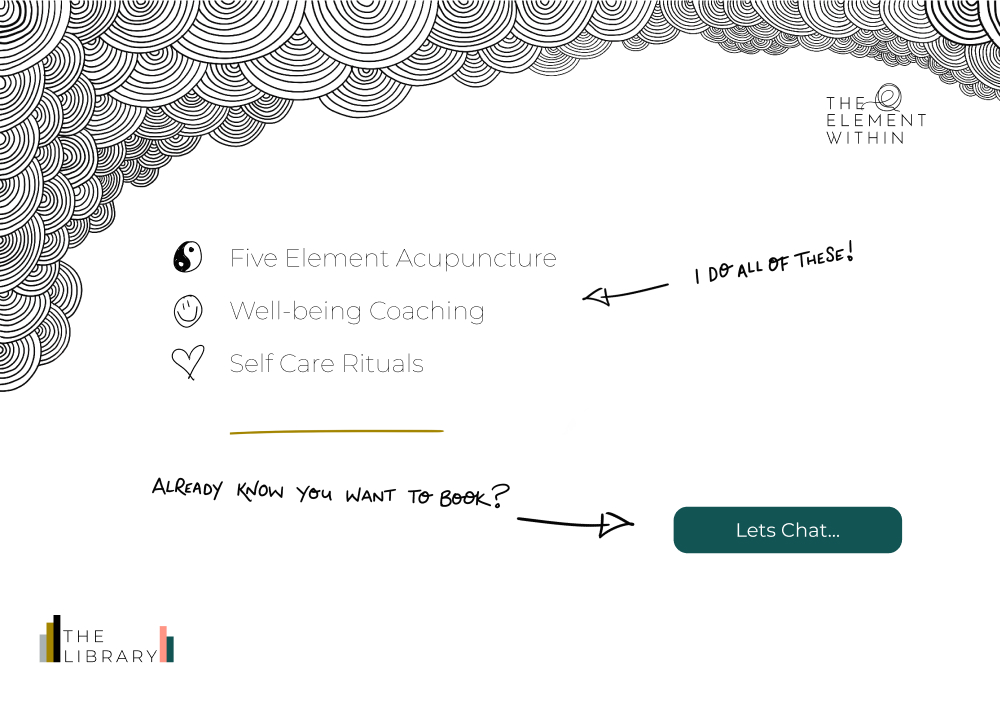 THE
ELEMENT
WITHIN
Five Element Acupuncture
I DO ALL OF THESE!
Well-being Coaching
Self Care Rituals
ALREADY KNOW YOU WANT TO BOOK?
Lets Chat...
THE
LIBRARY